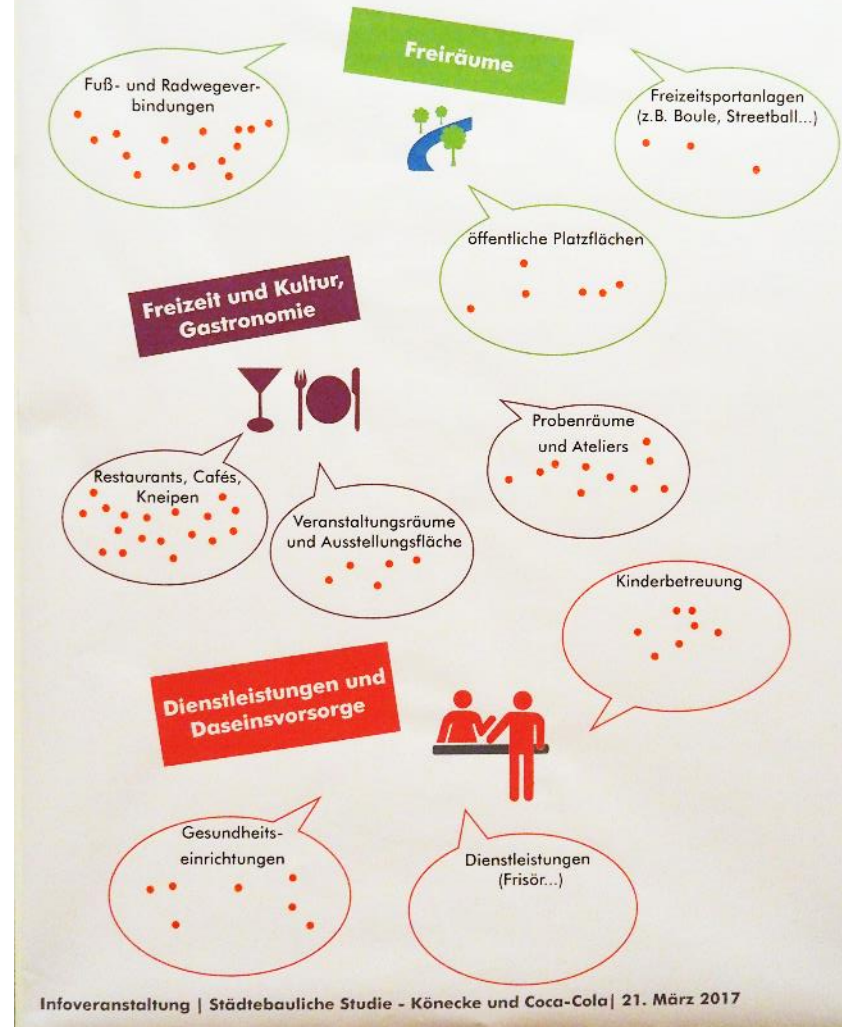 Freiräume
Fuß- und Radwegever-
bindungen
Freizeitsportanlagen
(z.B. Boule, Streetball...)
öffentliche Platzflächen
Freizeit und Kultur,
Gastronomie
Probenräume
und Ateliers
Restaurants, Cafés,
Kneipen
Veranstaltungsräume
und Ausstellungsfläche
Kinderbetreuung
Dienstleistungen und
Daseinsvorsorge
Gesundheits-
einrichtungen
Dienstleistungen
(Frisör...)
Infoveranstaltung | Städtebauliche Studie - Könecke und Coca-Cola| 21. März 2017